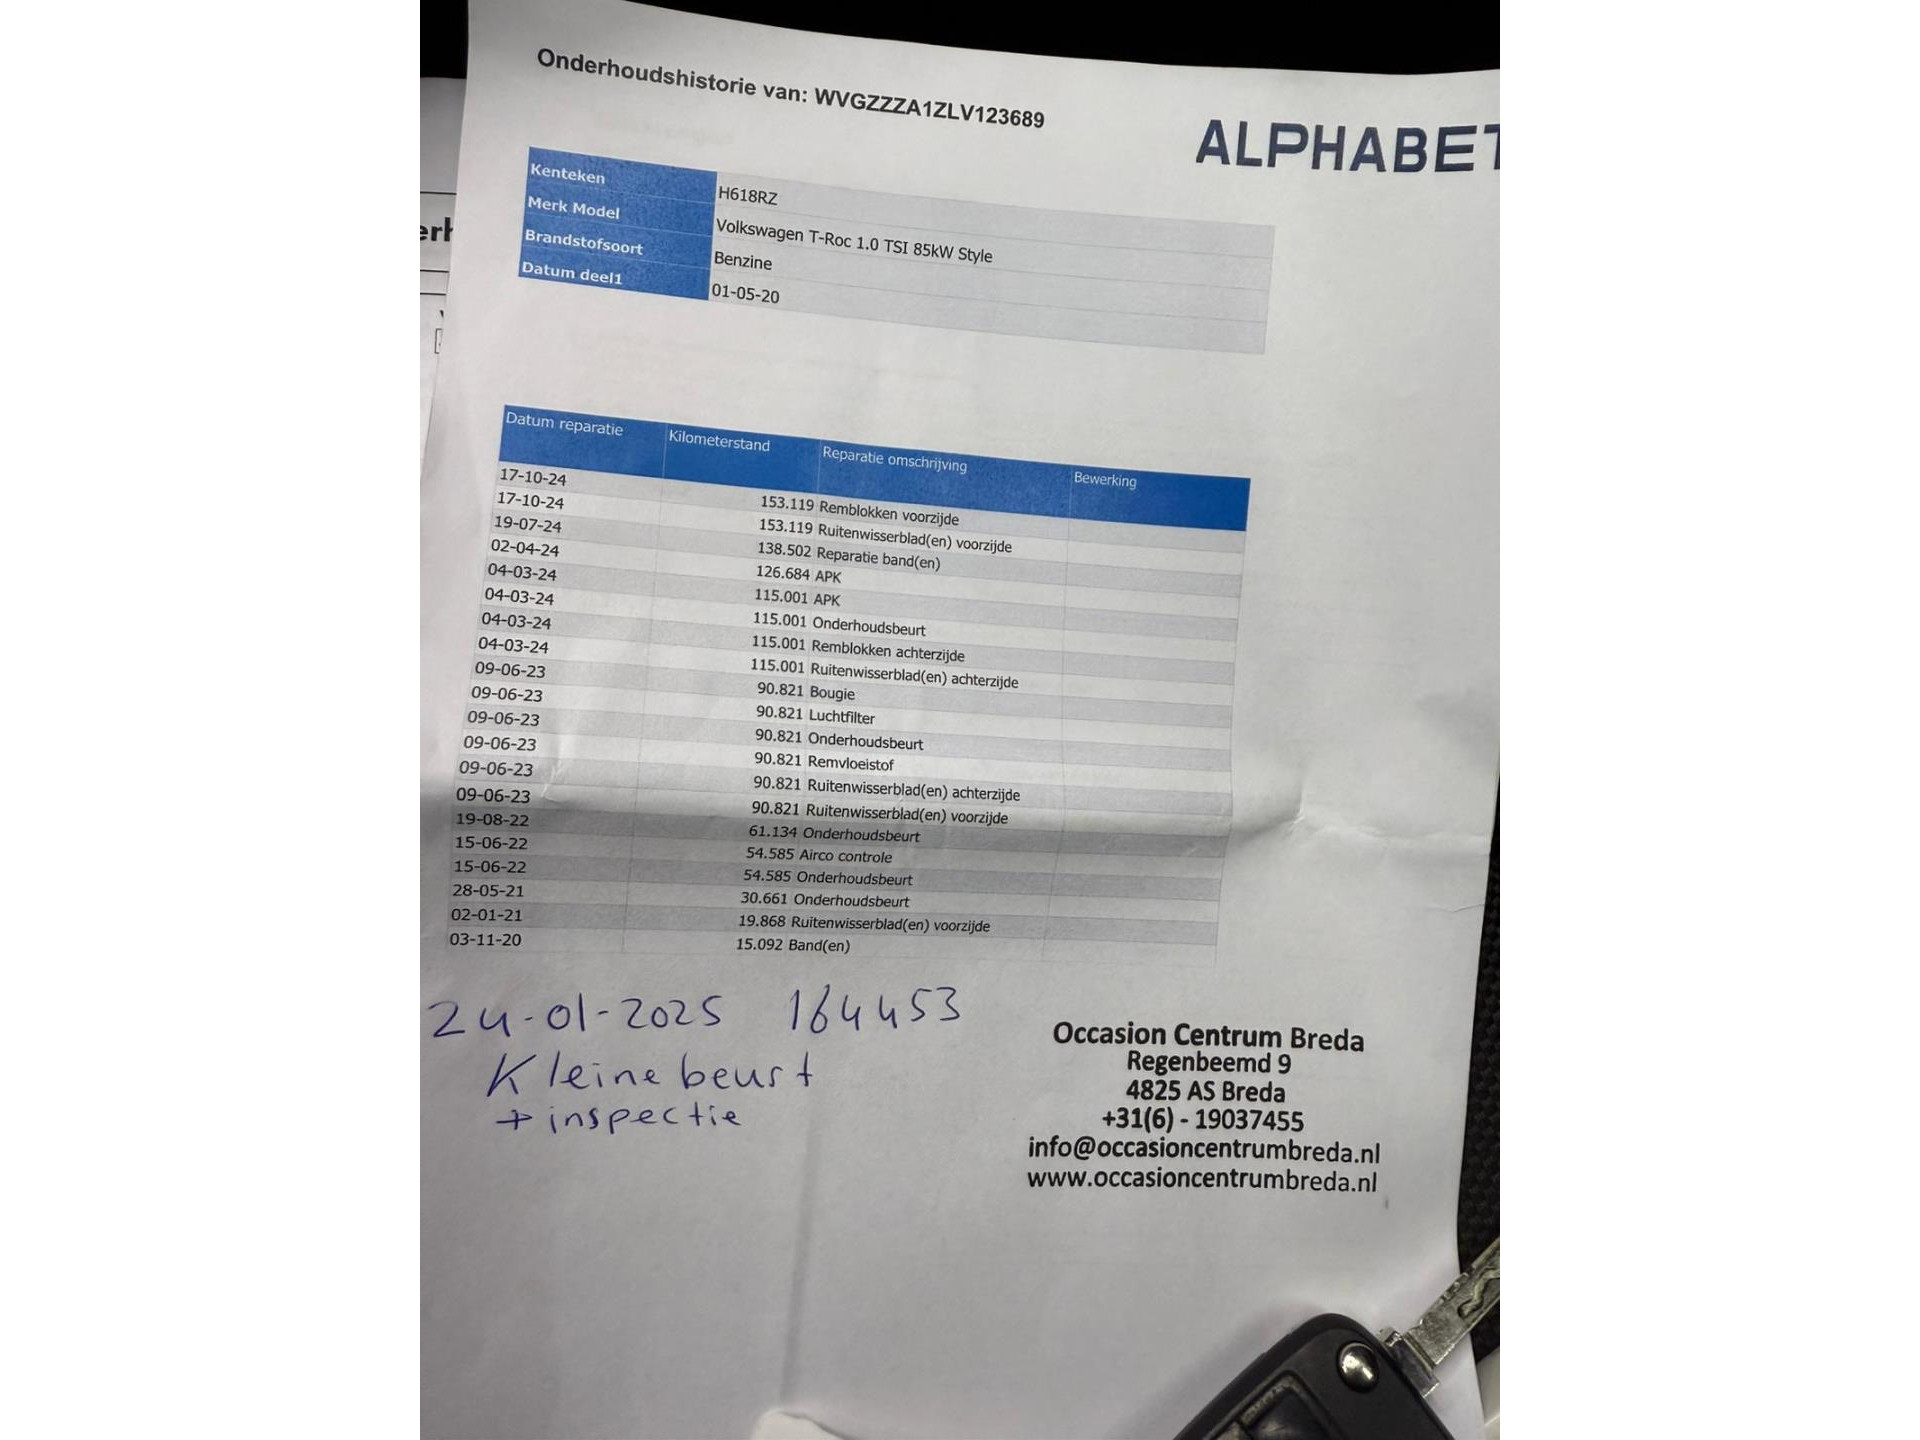 Onderhoudshistorie van: WVGZZZA1ZLV123689
ALPHABET
Kenteken H618RZ
Merk Model Volkswagen T-Roc 1.0 TSI 85kW Style
Brandstofsoort Benzine
Datum deel1 01-05-20
Datum reparatie Kilometerstand Reparatie omschrijving Bewerking
17-10-24 153.119 Remblokken voorzijde
17-10-24 153.119 Ruitenwisserblad(en) voorzijde
19-07-24 138.502 Reparatie band(en)
02-04-24 126.684 APK
04-03-24 115.001 APK
04-03-24 115.001 Onderhoudsbeurt
04-03-24 115.001 Remblokken achterzijde
04-03-24 115.001 Ruitenwisserblad(en) achterzijde
09-06-23 90.821 Bougie
09-06-23 90.821 Luchtfilter
09-06-23 90.821 Onderhoudsbeurt
09-06-23 90.821 Remvloeistof
09-06-23 90.821 Ruitenwisserblad(en) achterzijde
09-06-23 90.821 Ruitenwisserblad(en) voorzijde
19-08-22 61.134 Onderhoudsbeurt
15-06-22 54.585 Airco controle
15-06-22 54.585 Onderhoudsbeurt
28-05-21 30.661 Onderhoudsbeurt
02-01-21 19.868 Ruitenwisserblad(en) voorzijde
03-11-20 15.092 Band(en)
24-01-2025 164453
Kleine beurt
+ inspectie
Occasion Centrum Breda
Regenbeemd 9
4825 AS Breda
+31(6) - 19037455
info@occasioncentrumbreda.nl
www.occasioncentrumbreda.nl